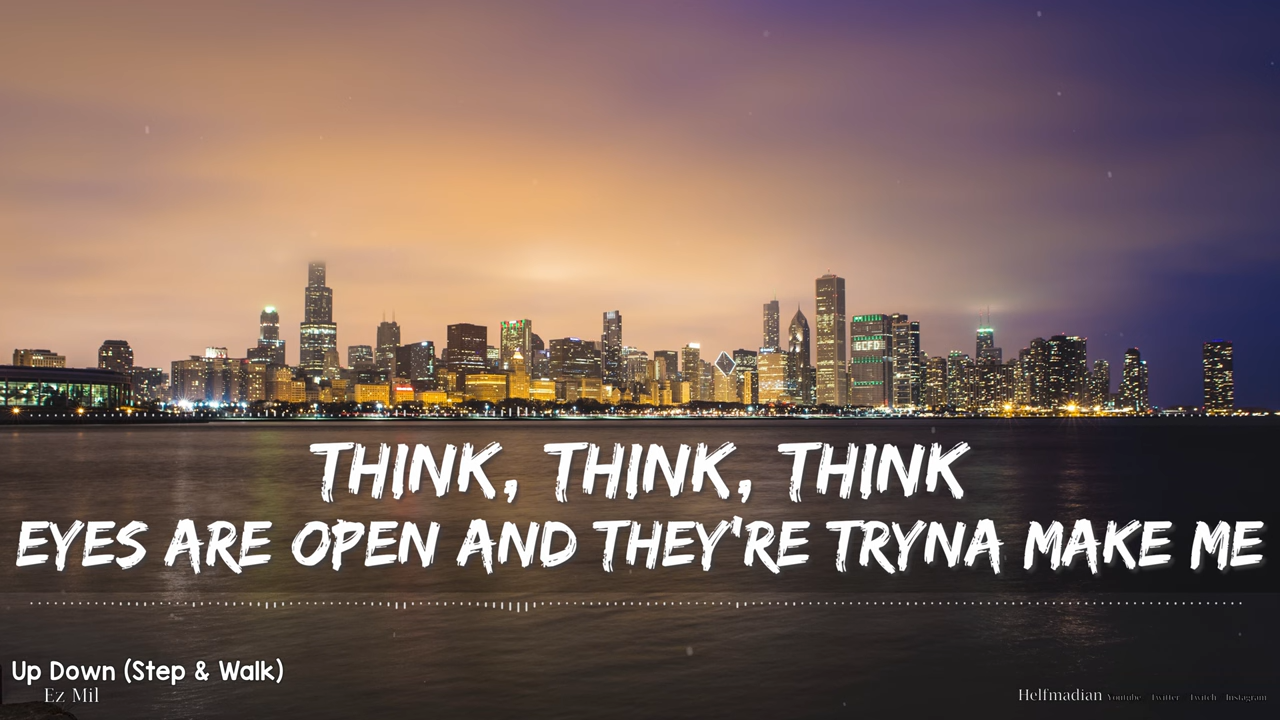 GCFD
THINK, THINK, THINK
EYES ARE OPEN AND THEY'RE TRYNA MAKE ME
Up Down (Step & Walk)
Ez Mil
Helfmadian Youtube Twitter Twitch Instagram